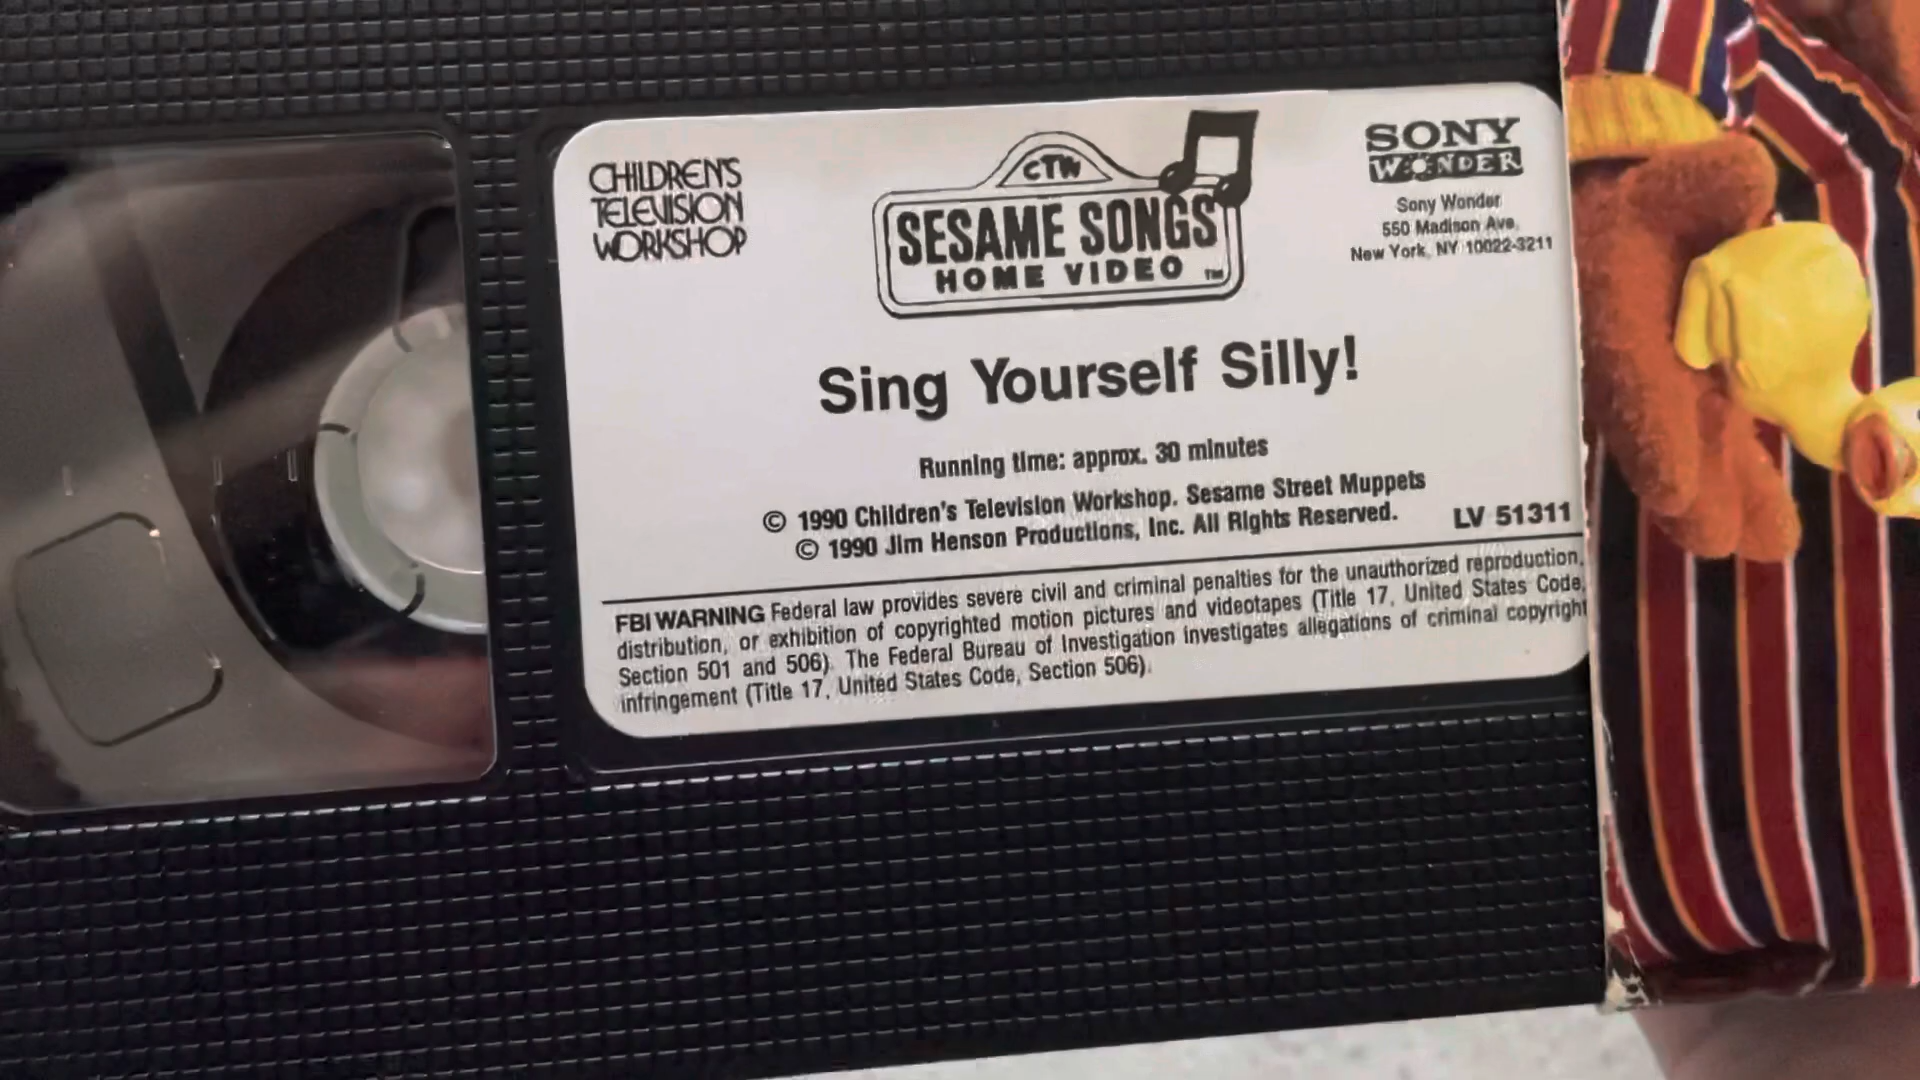 CHILDREN'S
TELEVISION
WORKSHOP
CTW
SESAME SONGS
HOME VIDEO ™
SONY
WONDER
Sony Wonder
550 Madison Ave.
New York, NY 10022-3211
Sing Yourself Silly!
Running time: approx. 30 minutes
© 1990 Children's Television Workshop. Sesame Street Muppets
© 1990 Jim Henson Productions, Inc. All Rights Reserved.
LV 51311
FBI WARNING Federal law provides severe civil and criminal penalties for the unauthorized reproduction,
distribution, or exhibition of copyrighted motion pictures and videotapes (Title 17, United States Code,
Section 501 and 506). The Federal Bureau of Investigation investigates allegations of criminal copyright
infringement (Title 17, United States Code, Section 506).